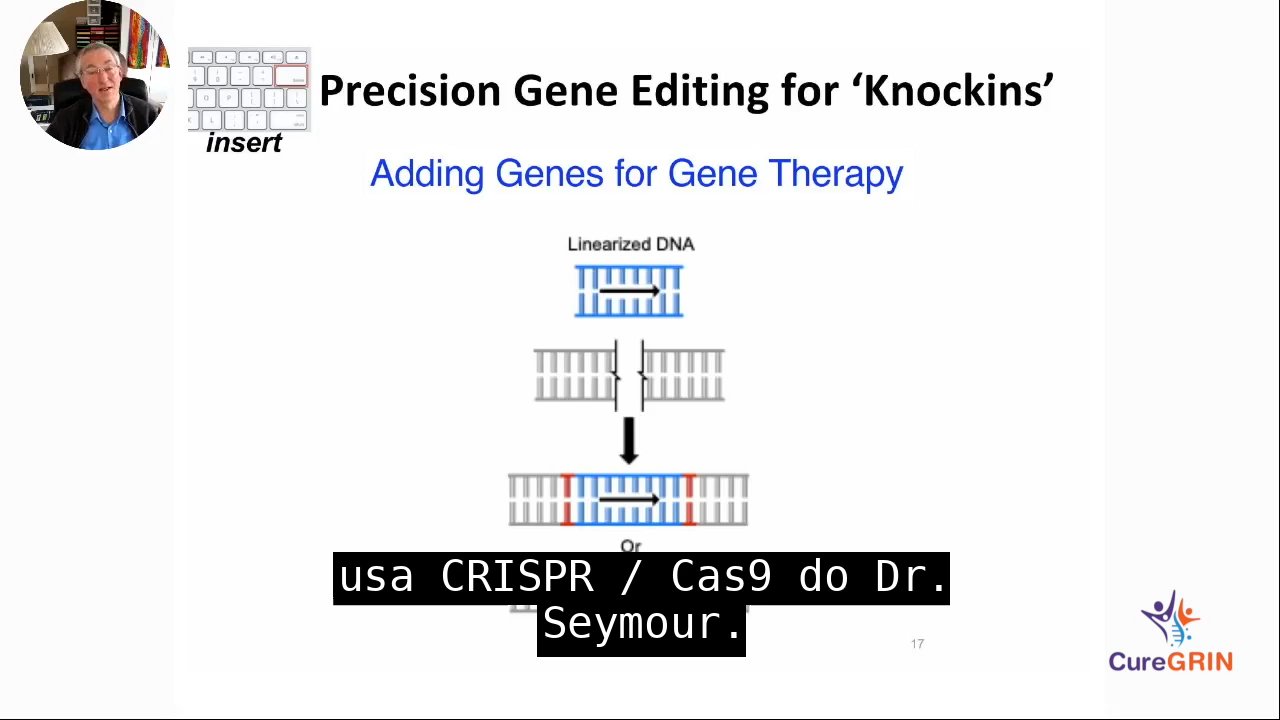 Precision Gene Editing for ‘Knockins’
insert
Adding Genes for Gene Therapy
Linearized DNA
Or
usa CRISPR / Cas9 do Dr.
Seymour.
17
CureGRIN